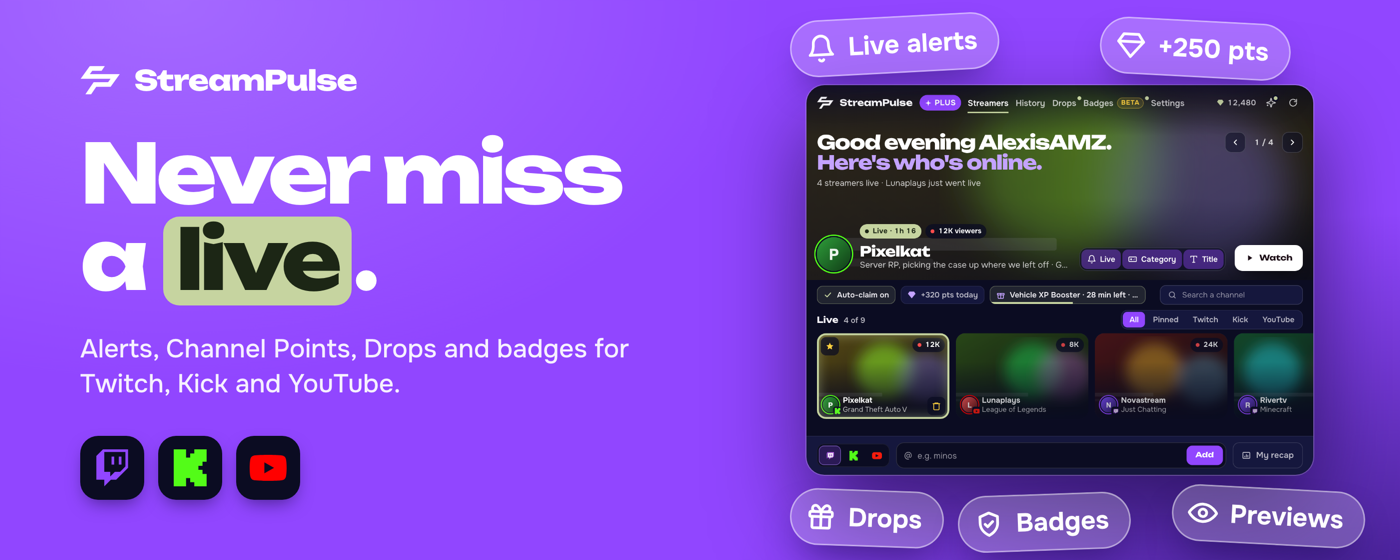 StreamPulse
Never miss
a live.
Alerts, Channel Points, Drops and badges for
Twitch, Kick and YouTube.
Live alerts
+250 pts
StreamPulse
+ PLUS
Streamers
History
Drops
Badges
BETA
Settings
12,480
Good evening AlexisAMZ.
Here's who's online.
1 / 4
4 streamers live · Lunaplays just went live
Live · 1h 16
12K viewers
P
Pixelkat
Server RP, picking the case up where we left off · G...
Live
Category
Title
Watch
Auto-claim on
+320 pts today
Vehicle XP Booster · 28 min left · ...
Search a channel
Live 4 of 9
All
Pinned
Twitch
Kick
YouTube
12K
P
Pixelkat
Grand Theft Auto V
8K
L
Lunaplays
League of Legends
24K
N
Novastream
Just Chatting
R
Rivertv
Minecraft
@ e.g. minos
Add
My recap
Drops
Badges
Previews